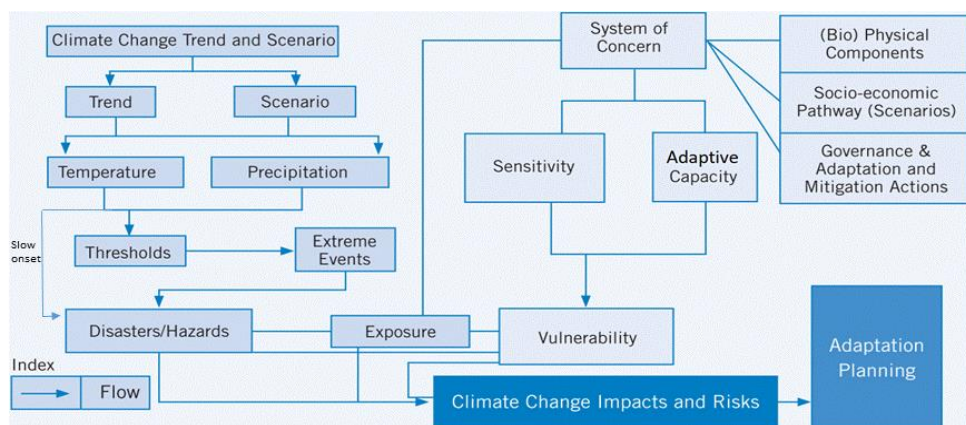 Climate Change Trend and Scenario
Trend
Scenario
Temperature
Precipitation
Slow
onset
Thresholds
Extreme
Events
Disasters/Hazards
Exposure
Index
Flow
System of
Concern
Sensitivity
Adaptive
Capacity
Vulnerability
(Bio) Physical
Components
Socio-economic
Pathway (Scenarios)
Governance &
Adaptation and
Mitigation Actions
Climate Change Impacts and Risks
Adaptation
Planning